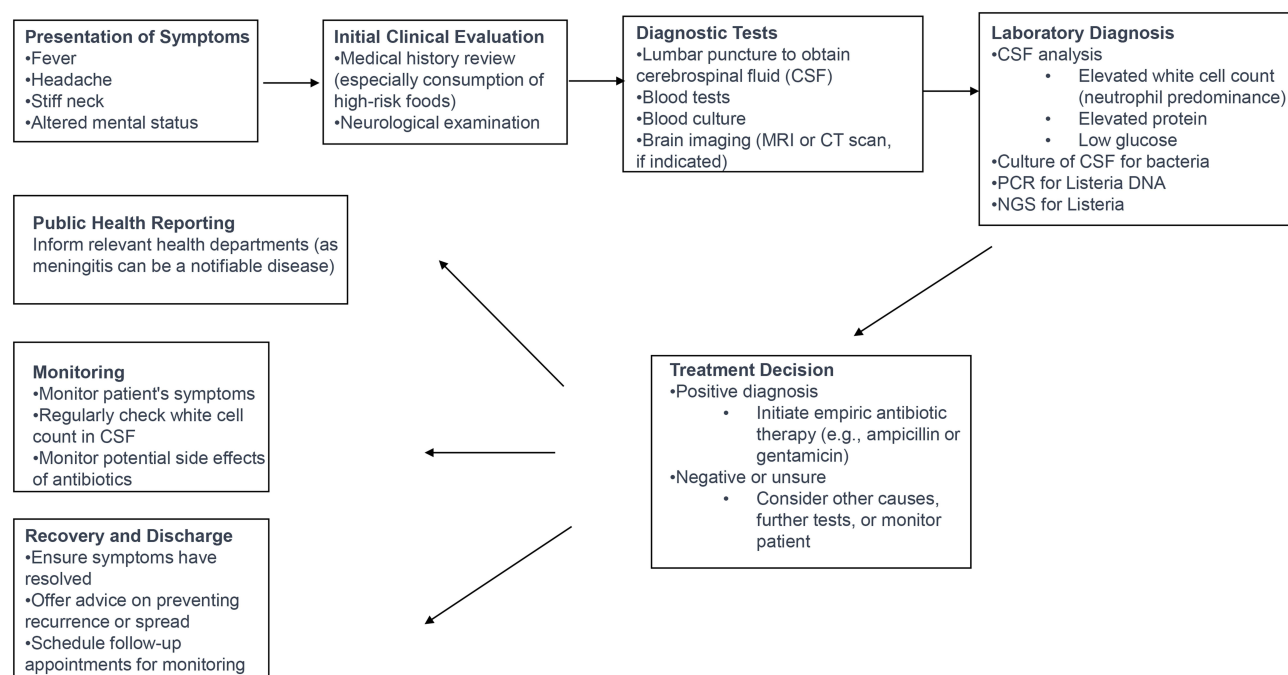 Presentation of Symptoms
•Fever
•Headache
•Stiff neck
•Altered mental status
Initial Clinical Evaluation
•Medical history review
(especially consumption of
high-risk foods)
•Neurological examination
Diagnostic Tests
•Lumbar puncture to obtain
cerebrospinal fluid (CSF)
•Blood tests
•Blood culture
•Brain imaging (MRI or CT scan,
if indicated)
Laboratory Diagnosis
•CSF analysis
• Elevated white cell count
(neutrophil predominance)
• Elevated protein
• Low glucose
•Culture of CSF for bacteria
•PCR for Listeria DNA
•NGS for Listeria
Treatment Decision
•Positive diagnosis
• Initiate empiric antibiotic
therapy (e.g., ampicillin or
gentamicin)
•Negative or unsure
• Consider other causes,
further tests, or monitor
patient
Public Health Reporting
Inform relevant health departments (as
meningitis can be a notifiable disease)
Monitoring
•Monitor patient's symptoms
•Regularly check white cell
count in CSF
•Monitor potential side effects
of antibiotics
Recovery and Discharge
•Ensure symptoms have
resolved
•Offer advice on preventing
recurrence or spread
•Schedule follow-up
appointments for monitoring